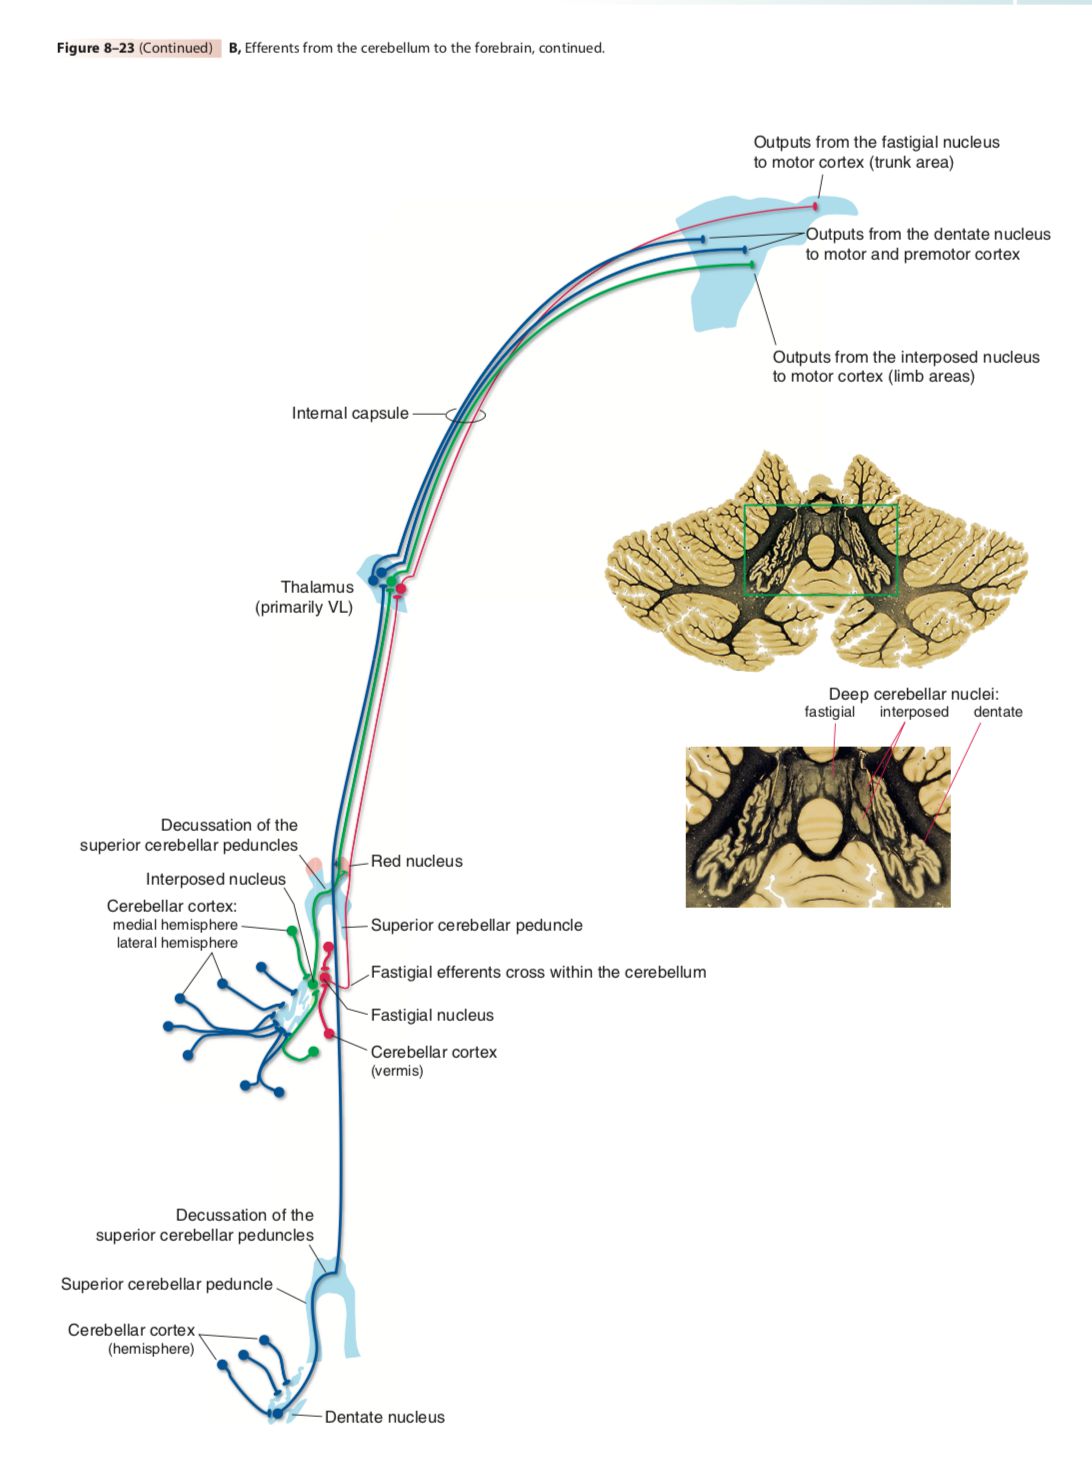 Figure 8–23 (Continued) B, Efferents from the cerebellum to the forebrain, continued.
Outputs from the fastigial nucleus
to motor cortex (trunk area)
Outputs from the dentate nucleus
to motor and premotor cortex
Outputs from the interposed nucleus
to motor cortex (limb areas)
Internal capsule
Thalamus
(primarily VL)
Deep cerebellar nuclei:
fastigial interposed dentate
Decussation of the
superior cerebellar peduncles
Red nucleus
Interposed nucleus
Cerebellar cortex:
medial hemisphere
lateral hemisphere
Superior cerebellar peduncle
Fastigial efferents cross within the cerebellum
Fastigial nucleus
Cerebellar cortex
(vermis)
Decussation of the
superior cerebellar peduncles
Superior cerebellar peduncle
Cerebellar cortex
(hemisphere)
Dentate nucleus